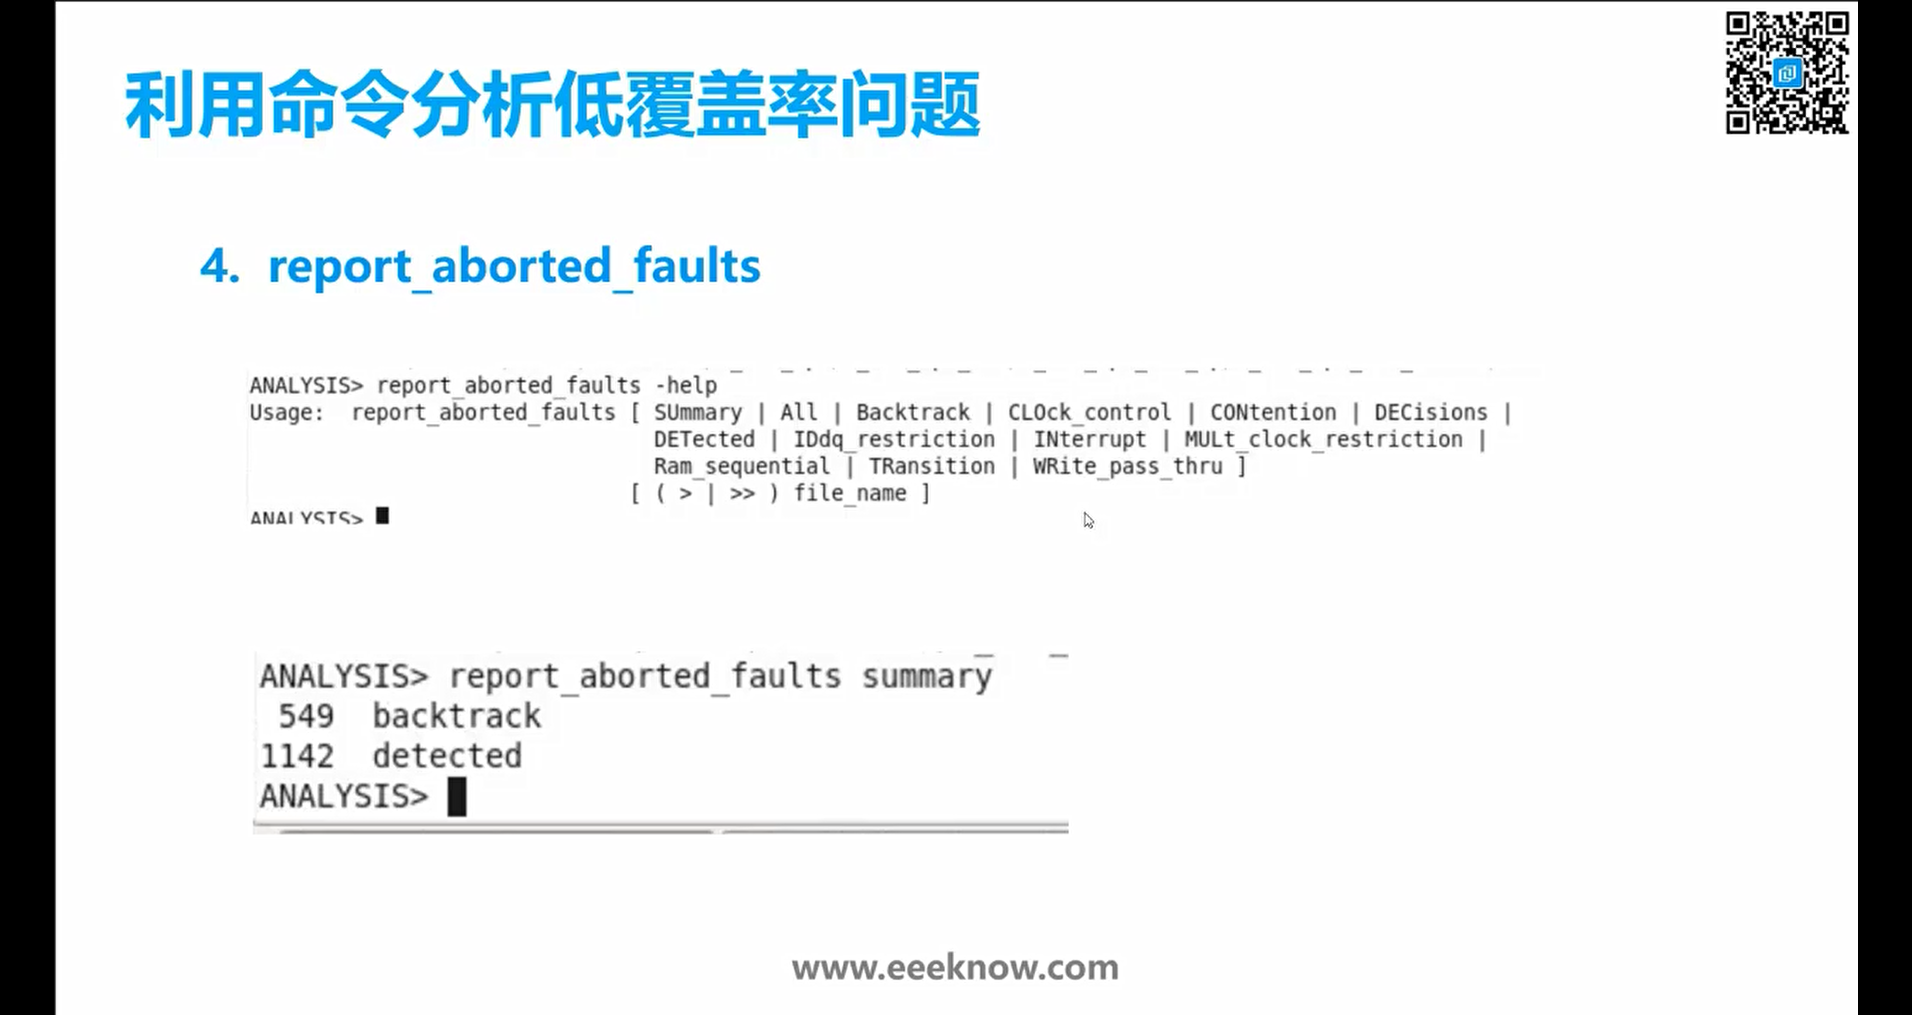 利用命令分析低覆盖率问题
4. report_aborted_faults
ANALYSIS> report_aborted_faults -help
Usage: report_aborted_faults [ SUmmary | All | Backtrack | CLOck_control | CONtention | DECisions |
DETected | IDdq_restriction | INterrupt | MULt_clock_restriction |
Ram_sequential | TRansition | WRite_pass_thru ]
[ ( > | >> ) file_name ]
ANALYSIS>
ANALYSIS> report_aborted_faults summary
549 backtrack
1142 detected
ANALYSIS>
www.eeeknow.com